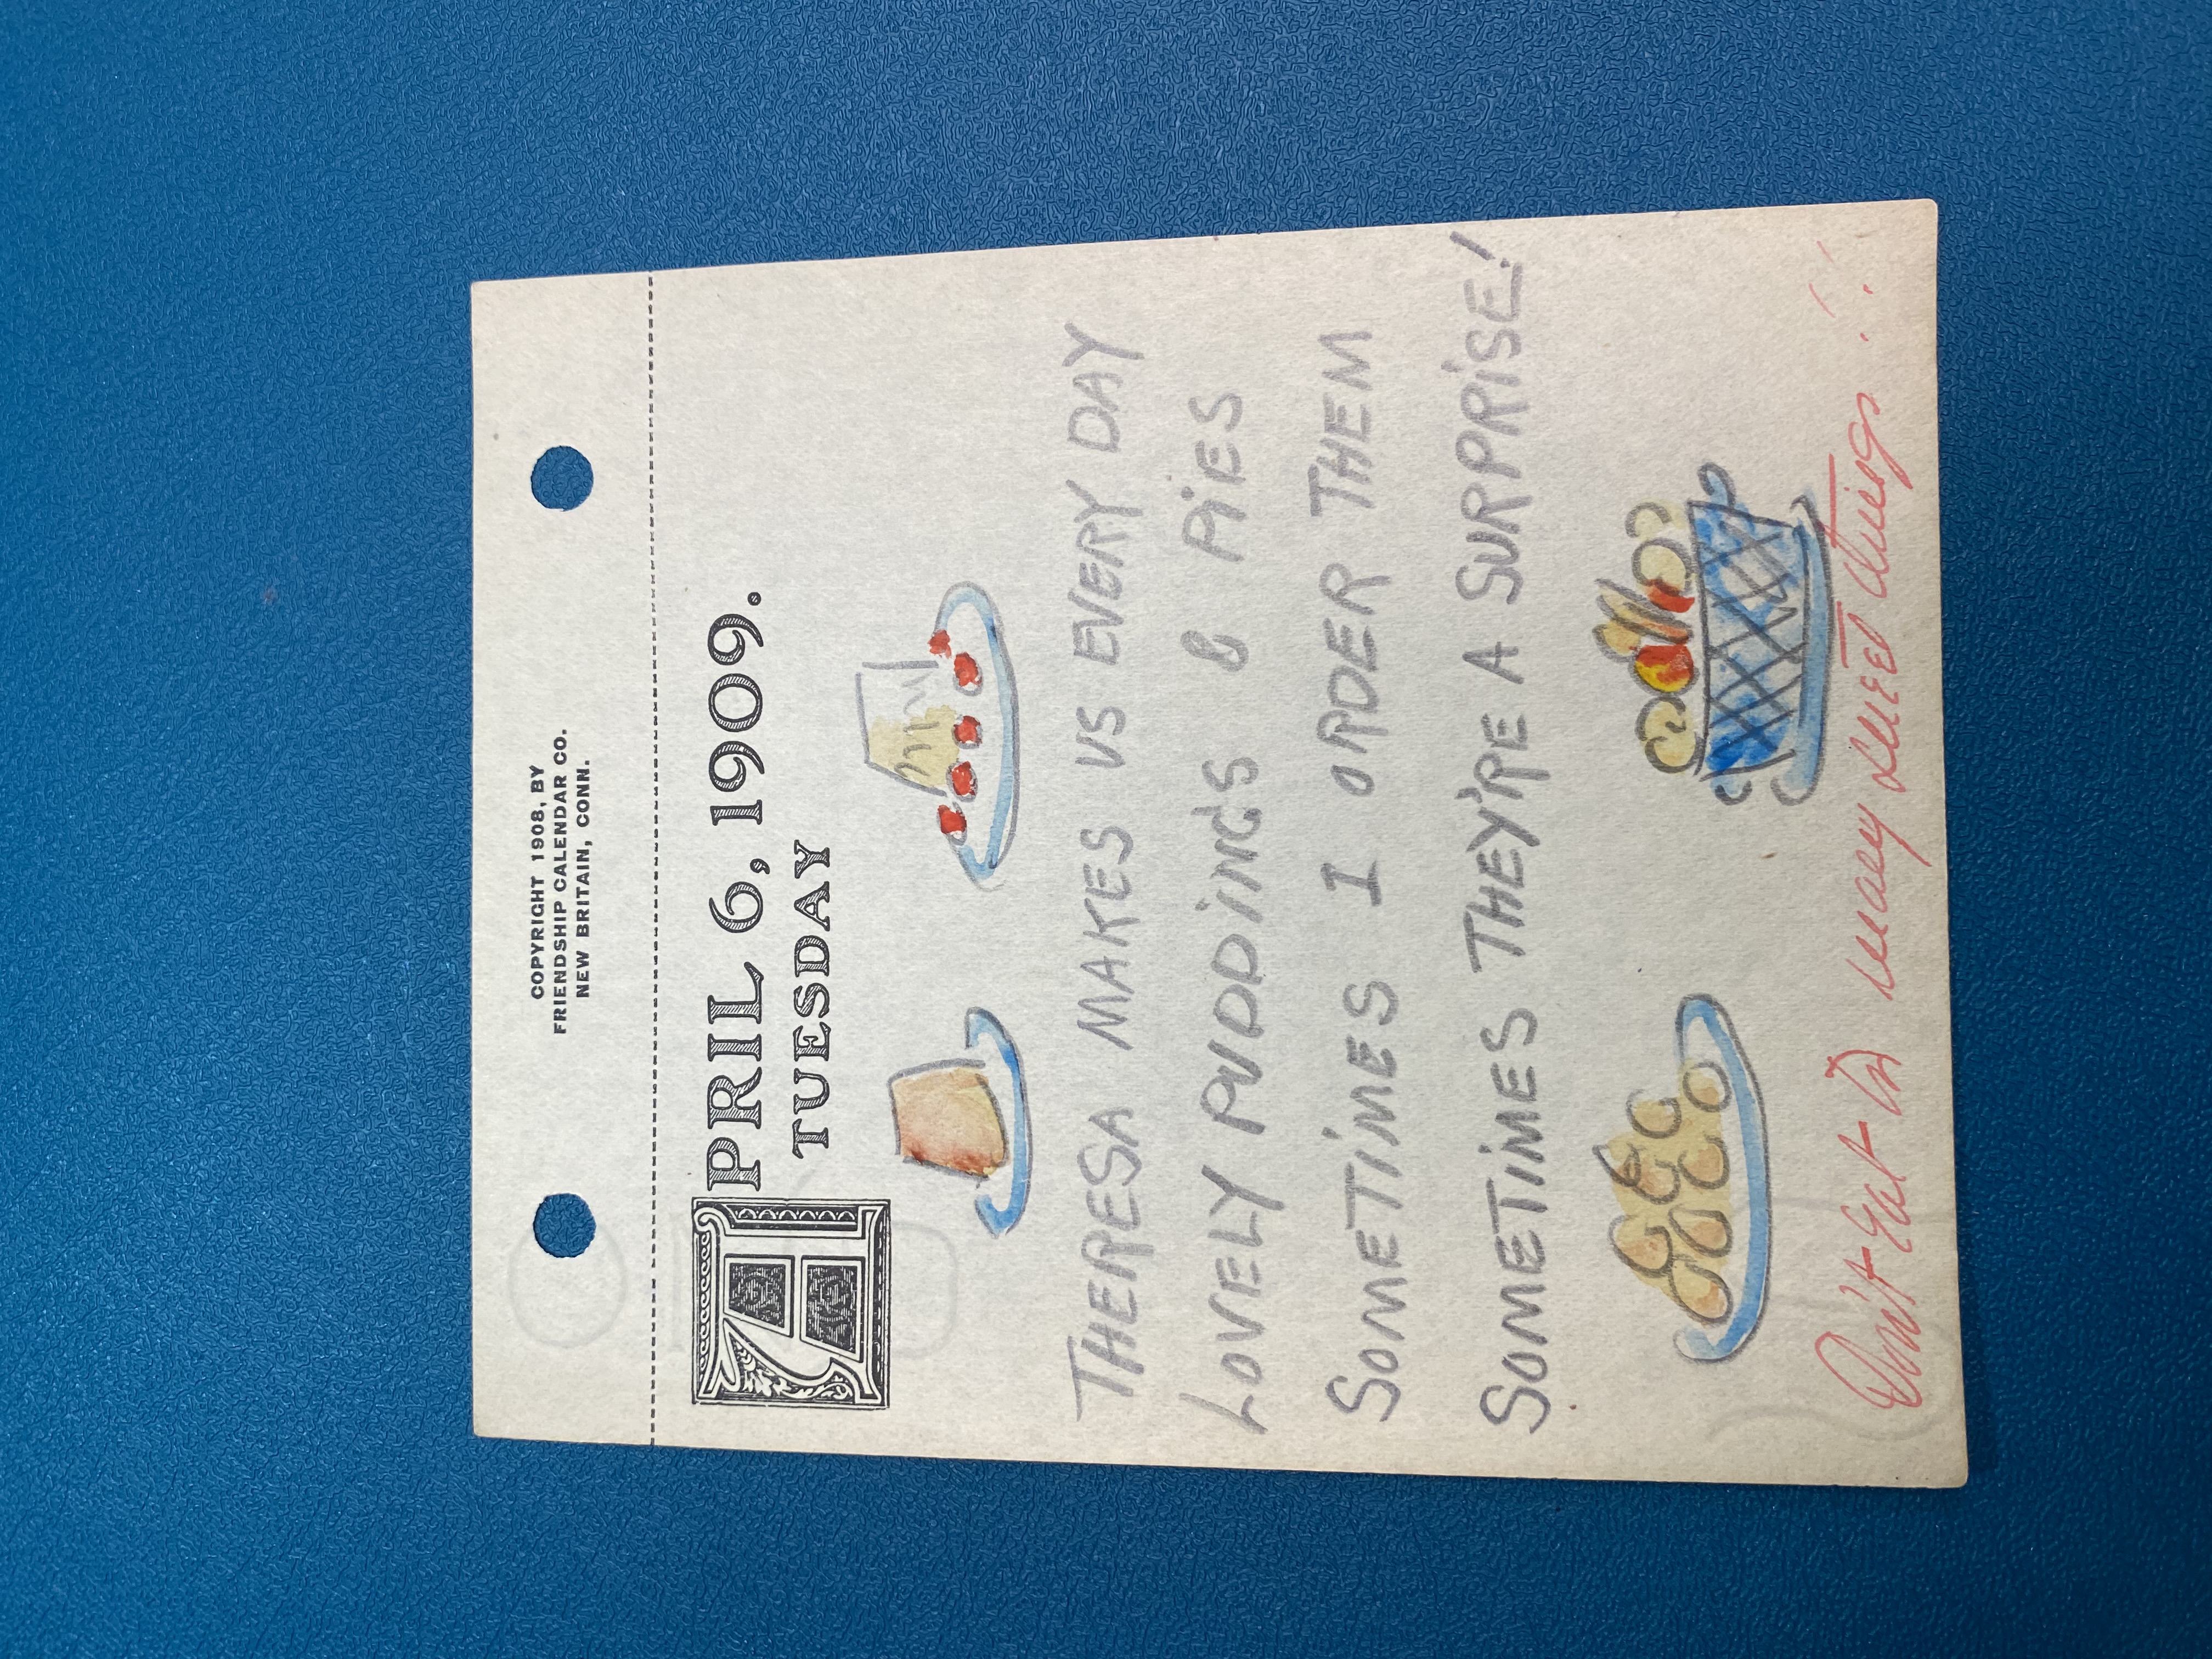 COPYRIGHT 1908, BY
FRIENDSHIP CALENDAR CO.
NEW BRITAIN, CONN.
APRIL 6, 1909.
TUESDAY
THERESA MAKES US EVERY DAY
LOVELY PUDDINGS & PiES
SOMETiMES I ORDER THEM
SOMETiMES THEY'RE A SURPRiSE!
Don't Eat too many sweet things !!